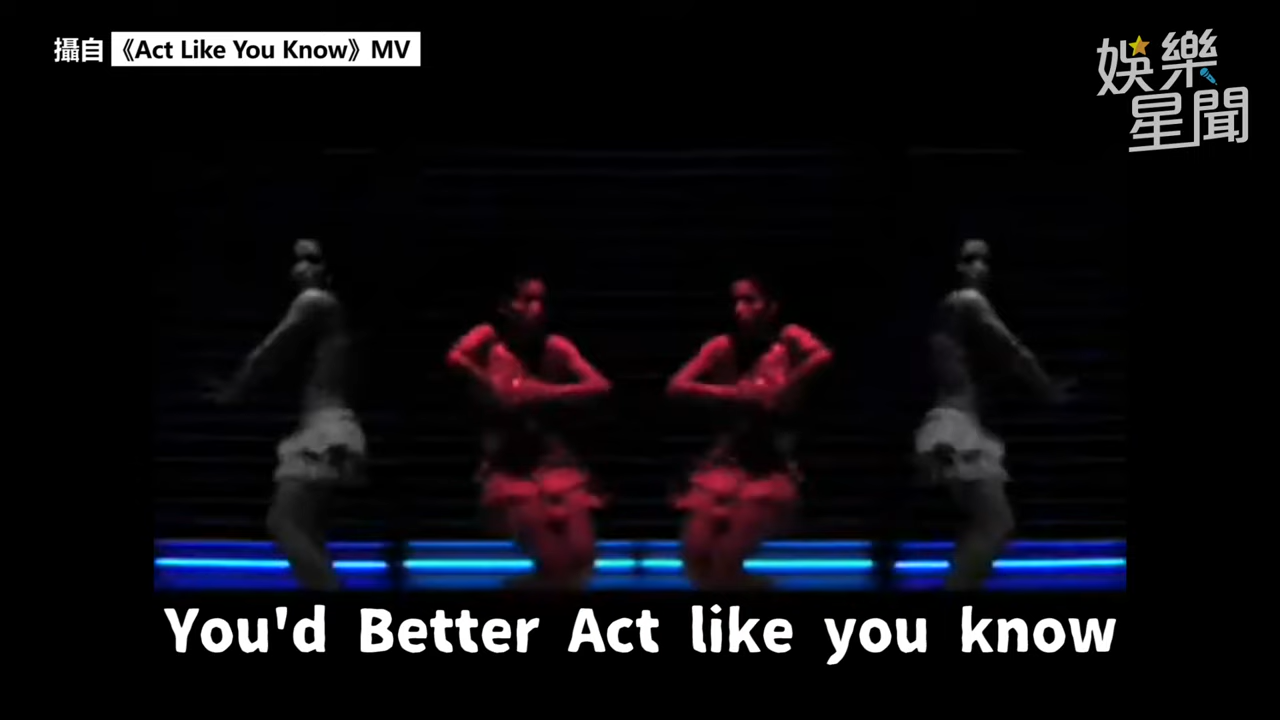 攝自《Act Like You Know》MV
娛樂
星聞
You'd Better Act like you know